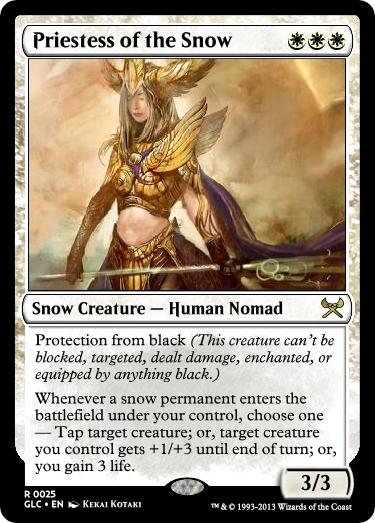 Priestess of the Snow
Snow Creature — Human Nomad
Protection from black (This creature can't be
blocked, targeted, dealt damage, enchanted, or
equipped by anything black.)
Whenever a snow permanent enters the
battlefield under your control, choose one
— Tap target creature; or, target creature
you control gets +1/+3 until end of turn; or,
you gain 3 life.
3/3
R 0025
GLC • EN Kekai Kotaki
™ & © 1993-2013 Wizards of the Coast